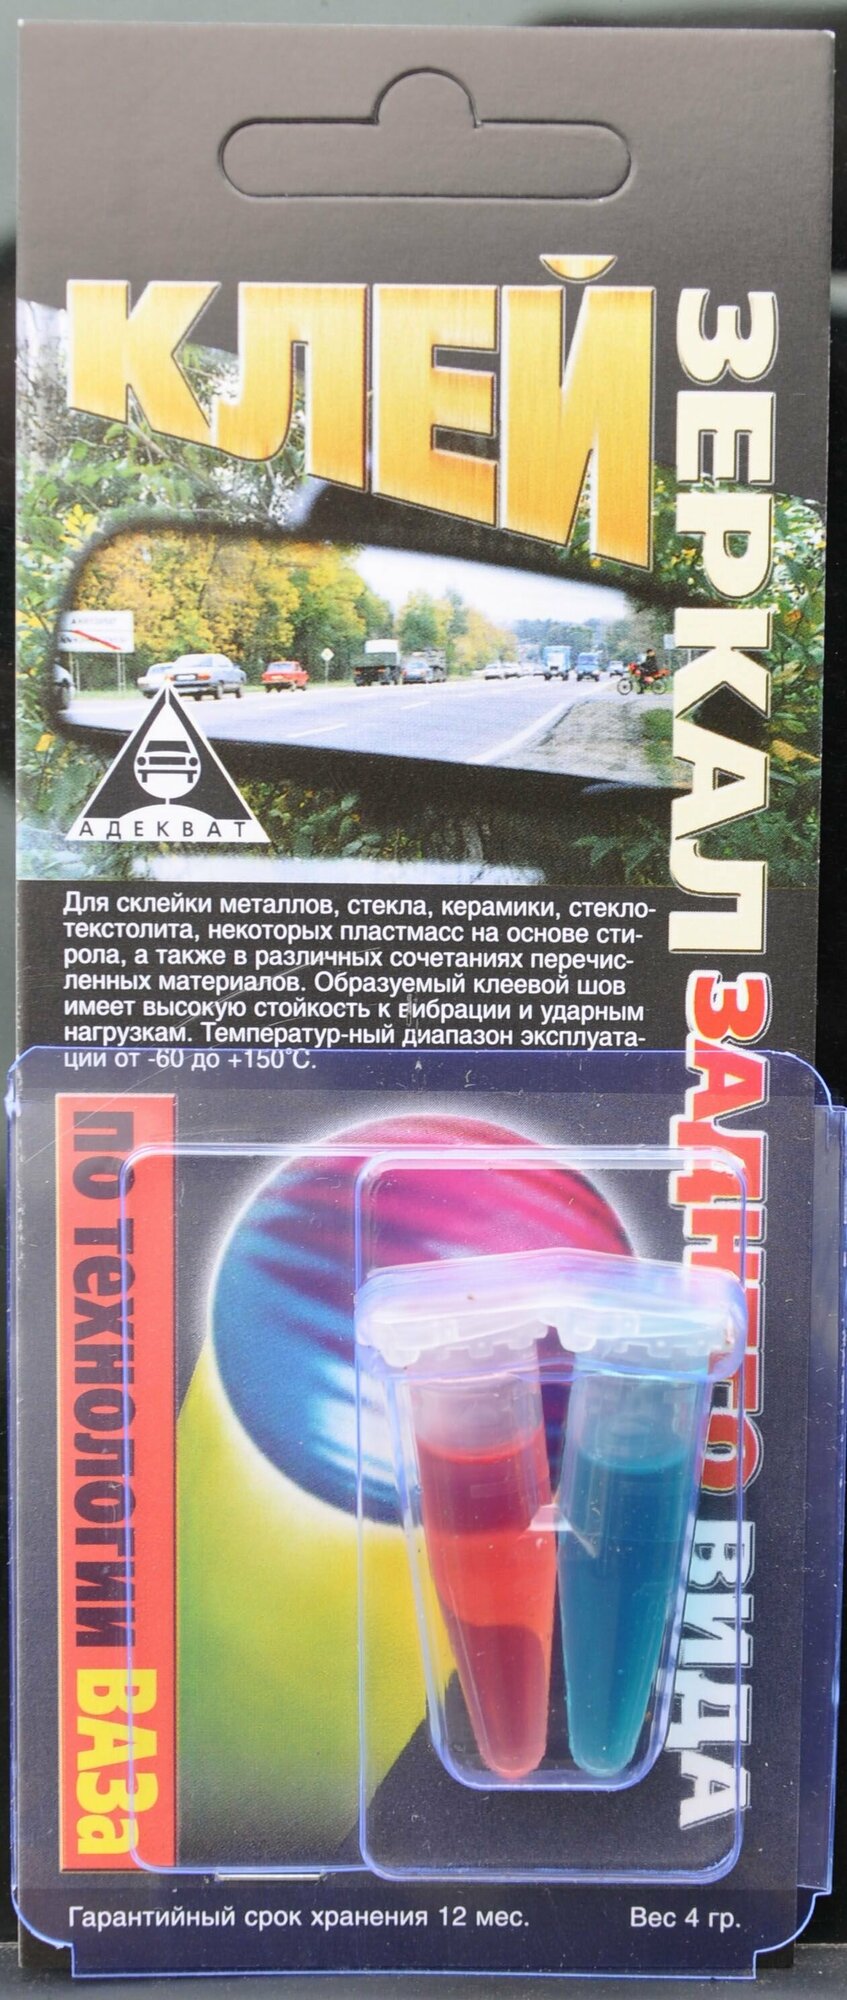 КЛЕЙ
ЗЕРКАЛ ЗАДНЕГО ВИДА
АДЕКВАТ
Для склейки металлов, стекла, керамики, стекло-
текстолита, некоторых пластмасс на основе сти-
рола, а также в различных сочетаниях перечис-
ленных материалов. Образуемый клеевой шов
имеет высокую стойкость к вибрации и ударным
нагрузкам. Температур-ный диапазон эксплуата-
ции от -60 до +150°С.
по технологии ВАЗа
Гарантийный срок хранения 12 мес.
Вес 4 гр.